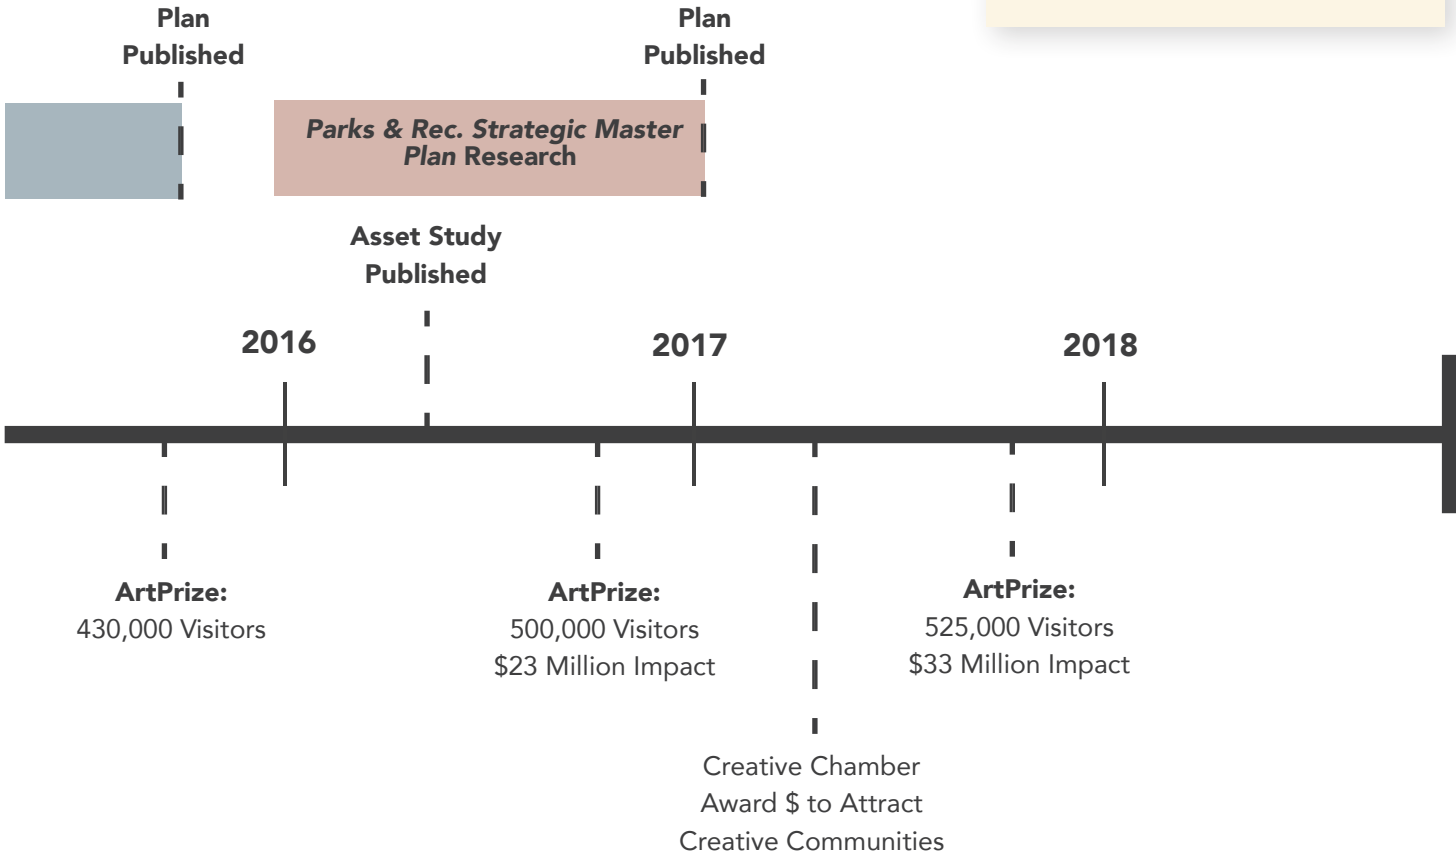 Plan
Published
Plan
Published
Parks & Rec. Strategic Master
Plan Research
Asset Study
Published
2016
2017
2018
ArtPrize:
430,000 Visitors
ArtPrize:
500,000 Visitors
$23 Million Impact
ArtPrize:
525,000 Visitors
$33 Million Impact
Creative Chamber
Award $ to Attract
Creative Communities